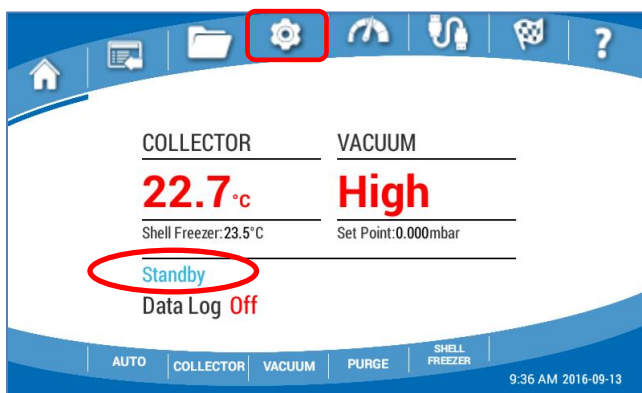 ?
COLLECTOR VACUUM
22.7°C High
Shell Freezer:23.5°C Set Point:0.000mbar
Standby
Data Log Off
AUTO COLLECTOR VACUUM PURGE SHELL FREEZER
9:36 AM 2016-09-13